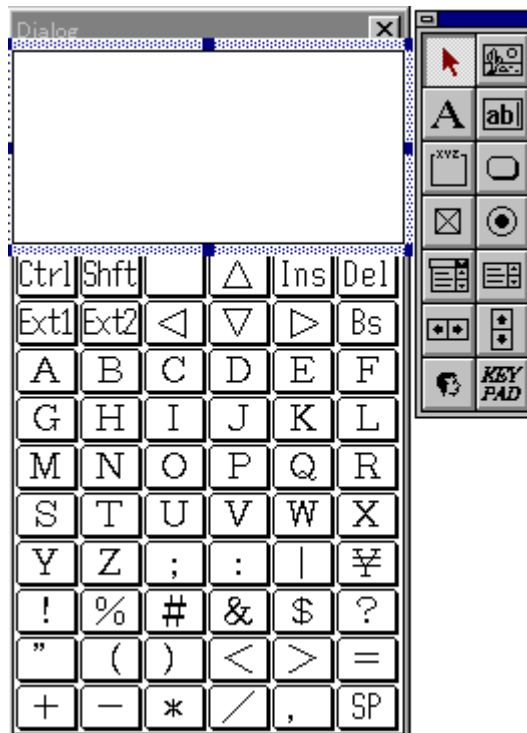 Dialog
A
ab
XYZ
KEY
PAD
Ctrl Shft △ Ins Del
Ext1 Ext2 ◁ ▽ ▷ Bs
A B C D E F
G H I J K L
M N O P Q R
S T U V W X
Y Z ; : | ¥
! % # & $ ?
" ( ) < > =
+ - * / , SP